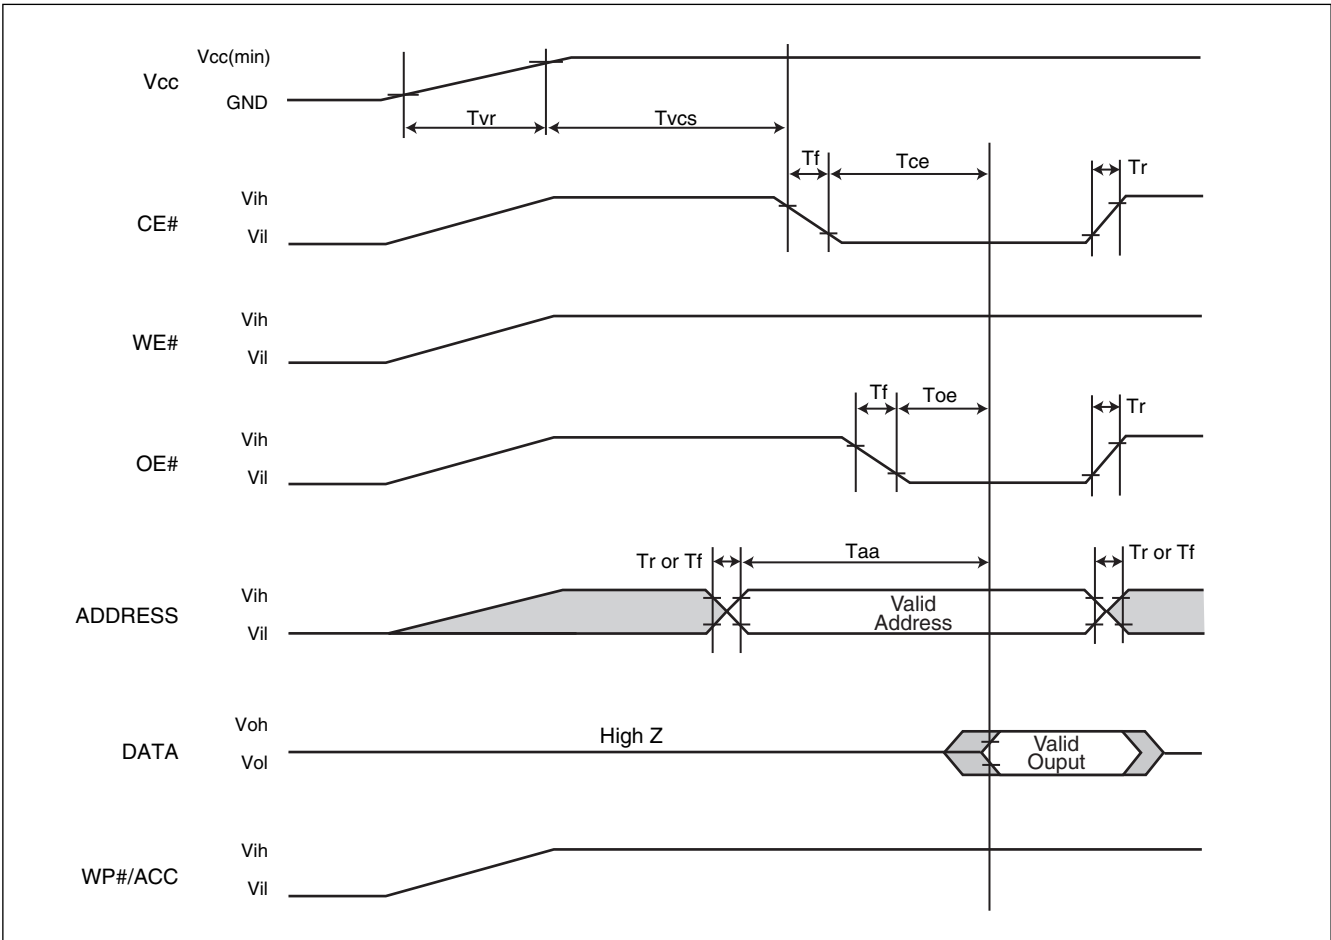 Vcc(min)
Vcc
GND
Tvr
Tvcs
Tf
Tce
Tr
Vih
CE#
Vil
Vih
WE#
Vil
Tf
Toe
Tr
Vih
OE#
Vil
Tr or Tf
Taa
Tr or Tf
Vih
ADDRESS
Valid
Address
Vil
Voh
High Z
DATA
Valid
Ouput
Vol
Vih
WP#/ACC
Vil